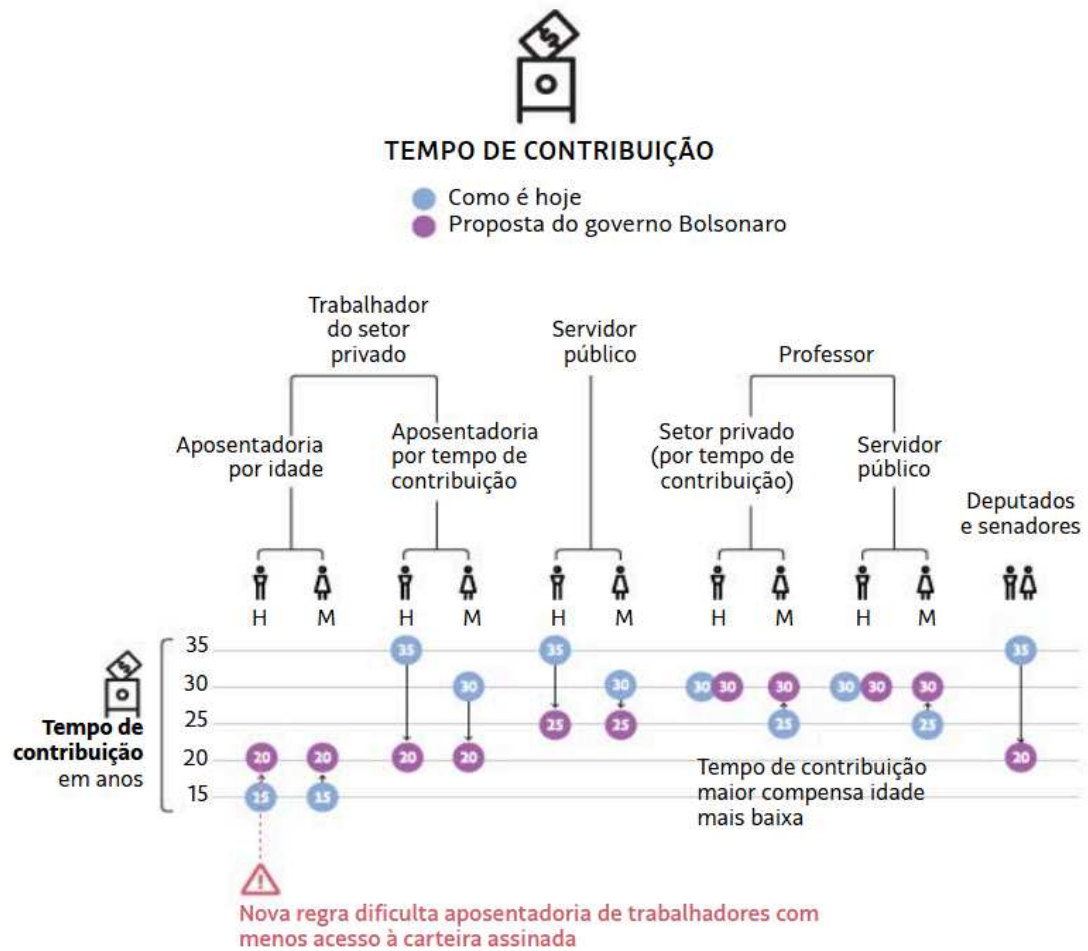 TEMPO DE CONTRIBUIÇÃO
Como é hoje
Proposta do governo Bolsonaro
Trabalhador
do setor
privado
Servidor
público
Professor
Aposentadoria
por idade
Aposentadoria
por tempo de
contribuição
Setor privado
(por tempo de
contribuição)
Servidor
público
Deputados
e senadores
H M H M H M H M H M
35 35 35 35
30 30 30 30 30 30 30 30 30
25 25 25 25 25
20 20 20 20 20 20
15 15 15
Tempo de
contribuição
em anos
Tempo de contribuição
maior compensa idade
mais baixa
Nova regra dificulta aposentadoria de trabalhadores com
menos acesso à carteira assinada